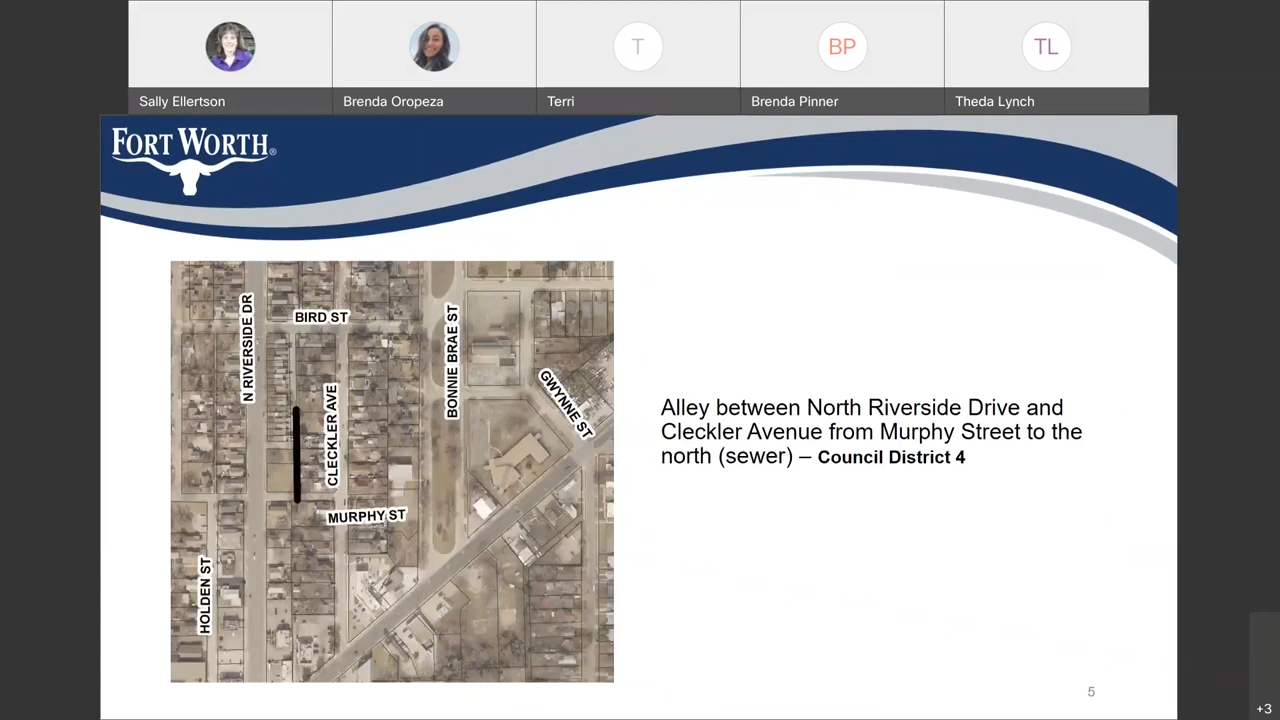 T
BP
TL
Sally Ellertson
Brenda Oropeza
Terri
Brenda Pinner
Theda Lynch
FORT WORTH®
N RIVERSIDE DR
BIRD ST
CLECKLER AVE
BONNIE BRAE ST
GWYNNE ST
MURPHY ST
HOLDEN ST
Alley between North Riverside Drive and
Cleckler Avenue from Murphy Street to the
north (sewer) – Council District 4
5
+3